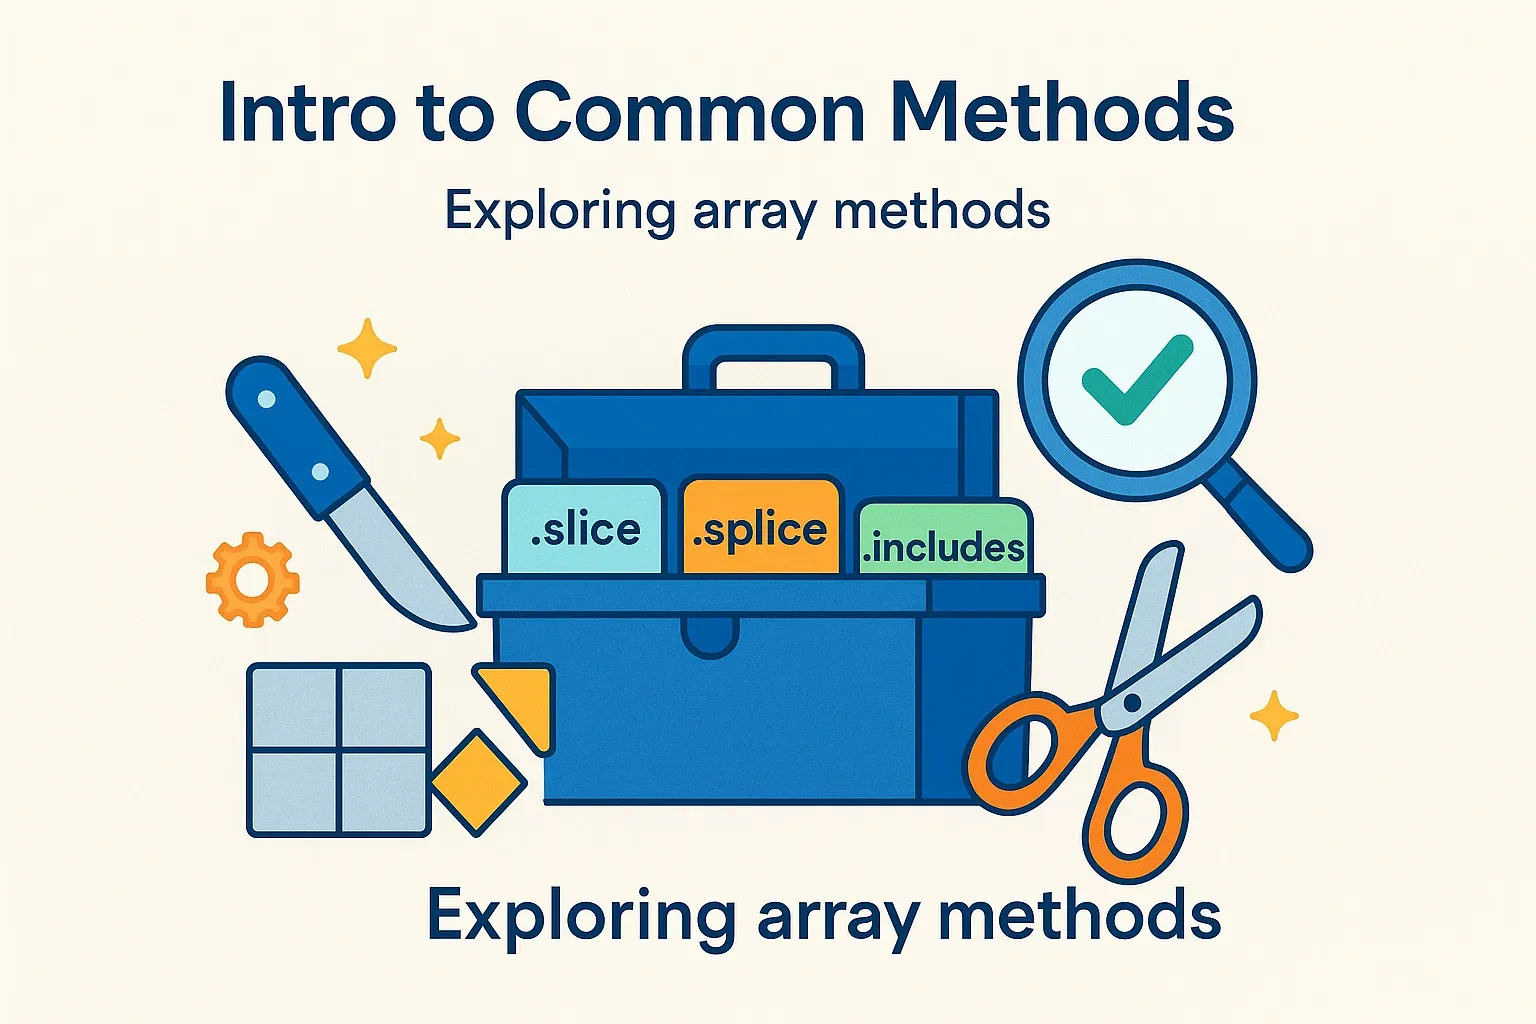 Intro to Common Methods
Exploring array methods
.slice
.splice
.includes
Exploring array methods